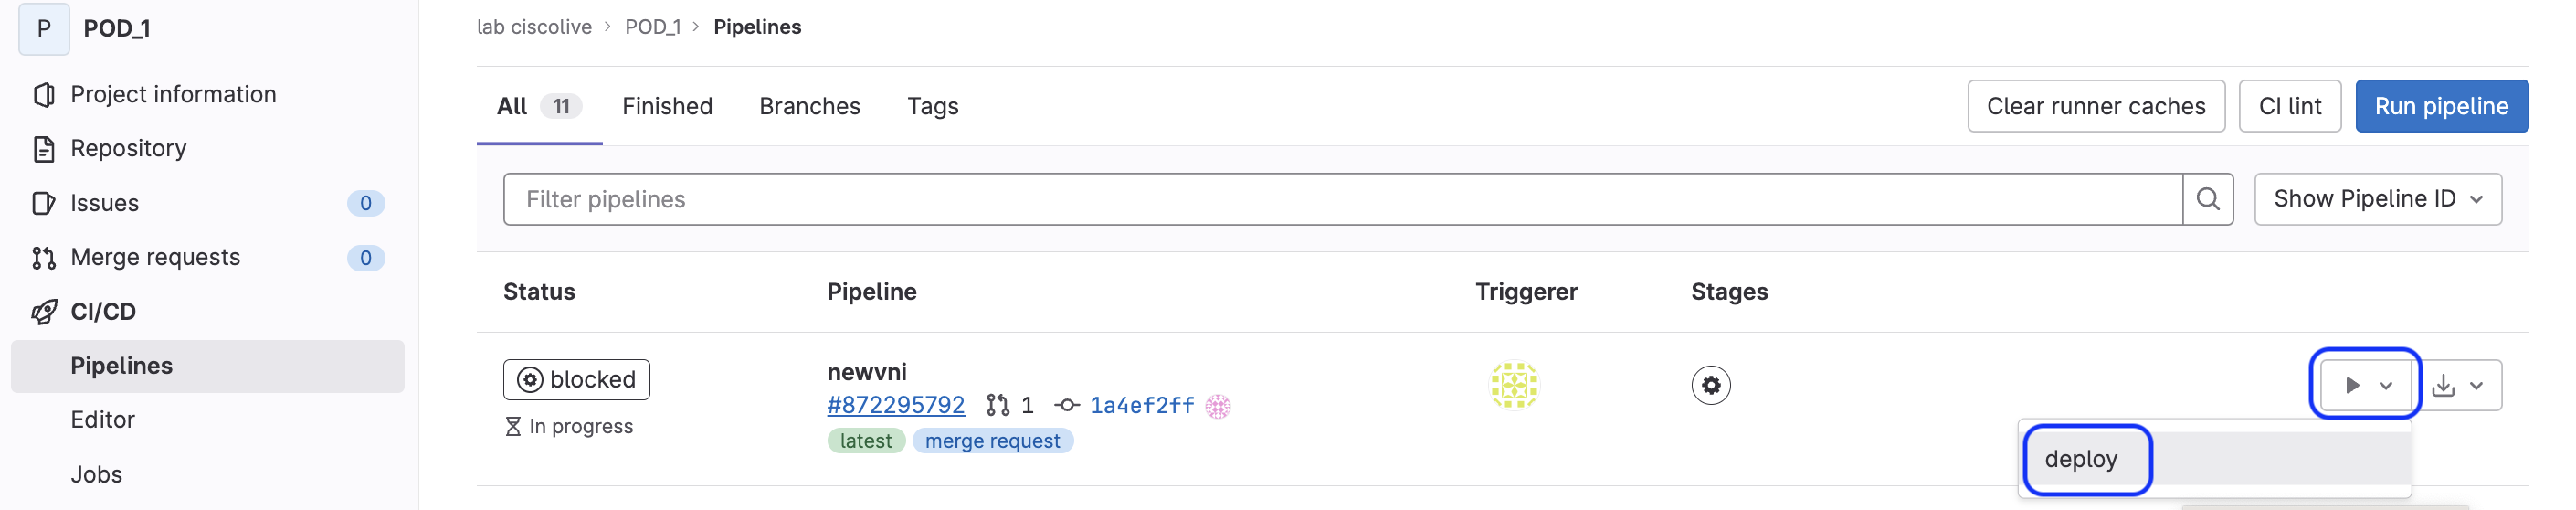 P POD_1
Project information
Repository
Issues 0
Merge requests 0
CI/CD
Pipelines
Editor
Jobs
lab ciscolive > POD_1 > Pipelines
All 11 Finished Branches Tags Clear runner caches CI lint Run pipeline
Filter pipelines Show Pipeline ID
Status Pipeline Triggerer Stages
blocked newvni
#872295792 1 1a4ef2ff
In progress
latest merge request
deploy